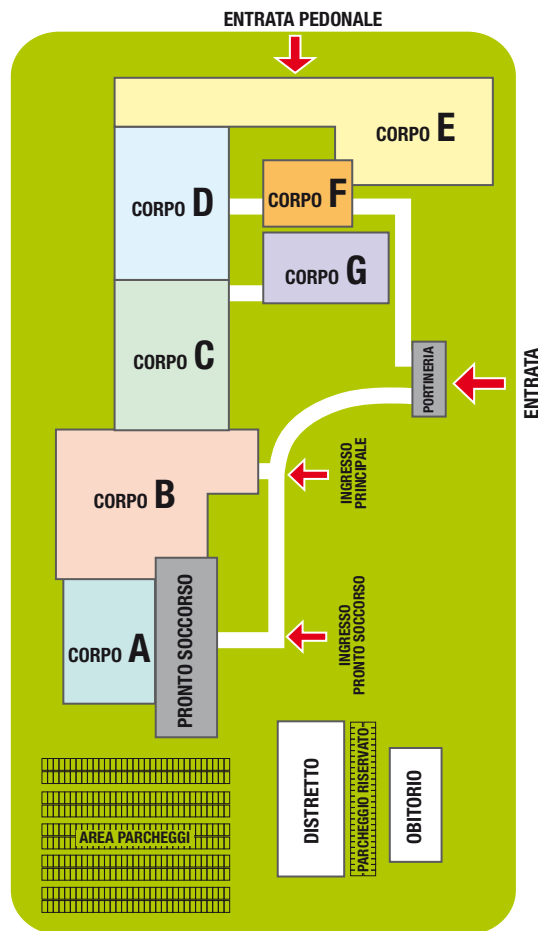 ENTRATA PEDONALE
CORPO E
CORPO D
CORPO F
CORPO G
CORPO C
PORTINERIA
ENTRATA
CORPO B
INGRESSO
PRINCIPALE
CORPO A
PRONTO SOCCORSO
INGRESSO
PRONTO SOCCORSO
DISTRETTO
PARCHEGGIO RISERVATO
OBITORIO
AREA PARCHEGGI